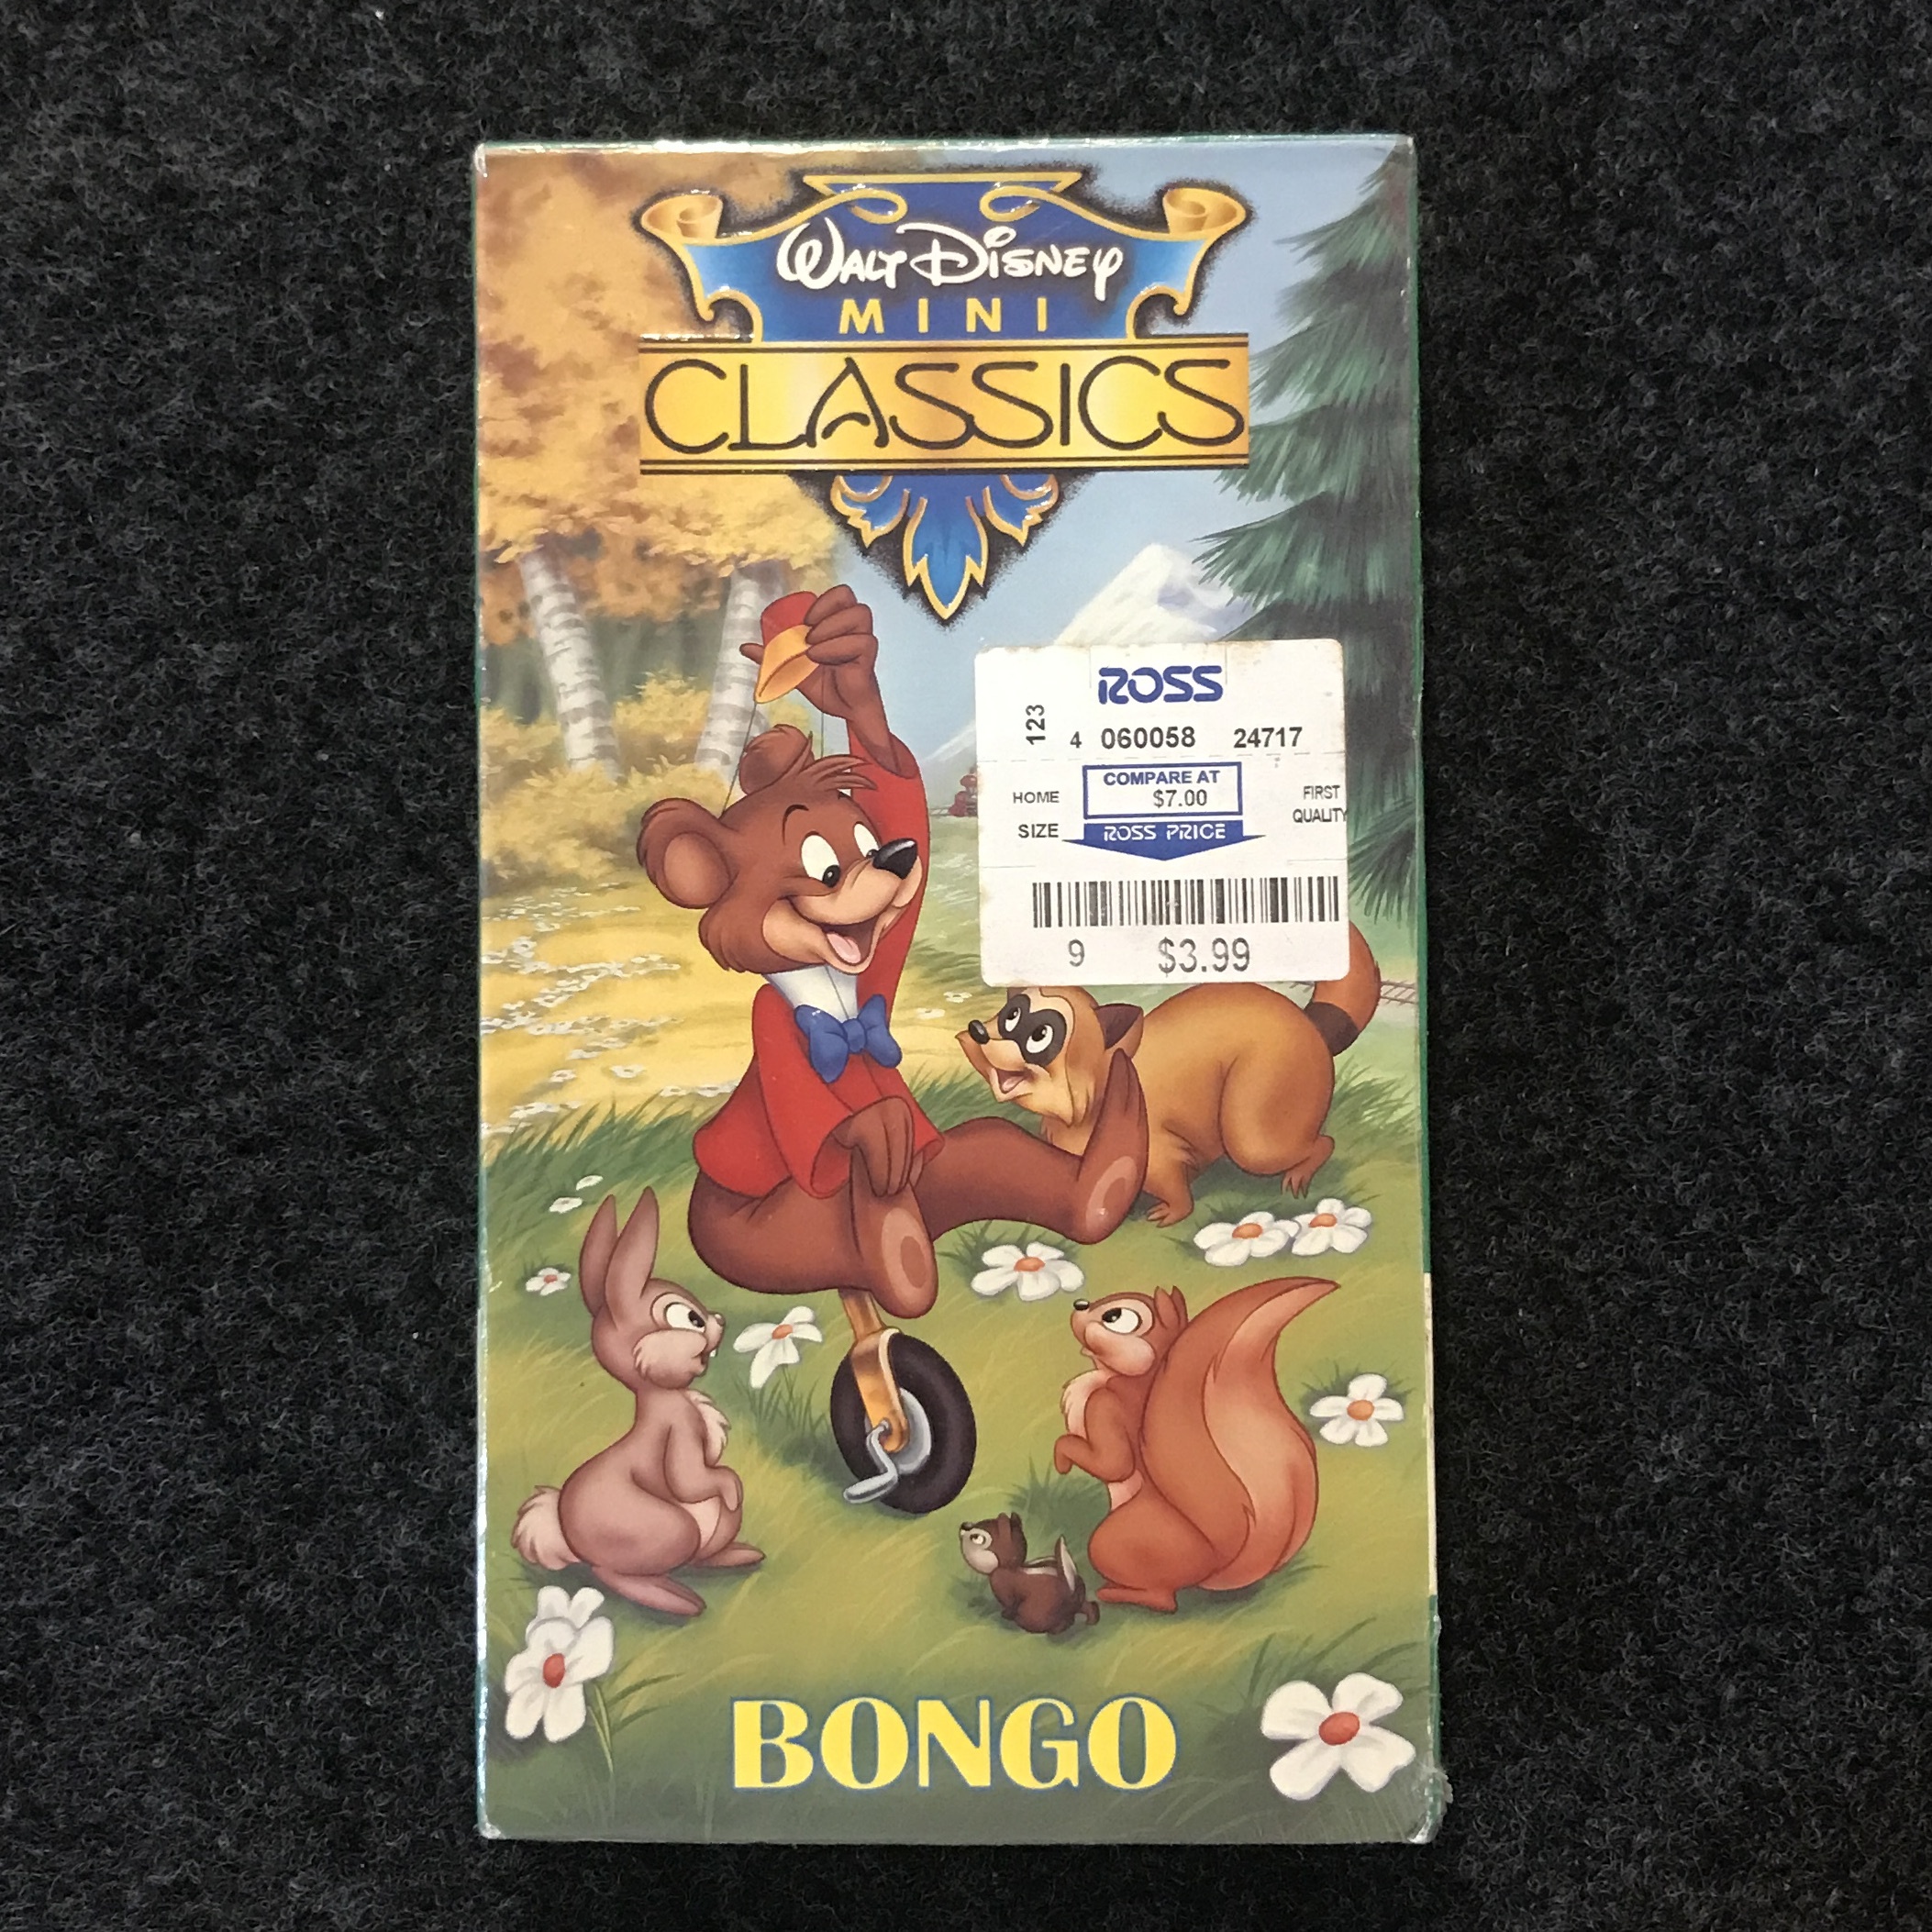 WALT DISNEY
MINI
CLASSICS
ROSS
123
4 060058 24717
COMPARE AT
HOME $7.00 FIRST
QUALITY
SIZE ROSS PRICE
9 $3.99
BONGO